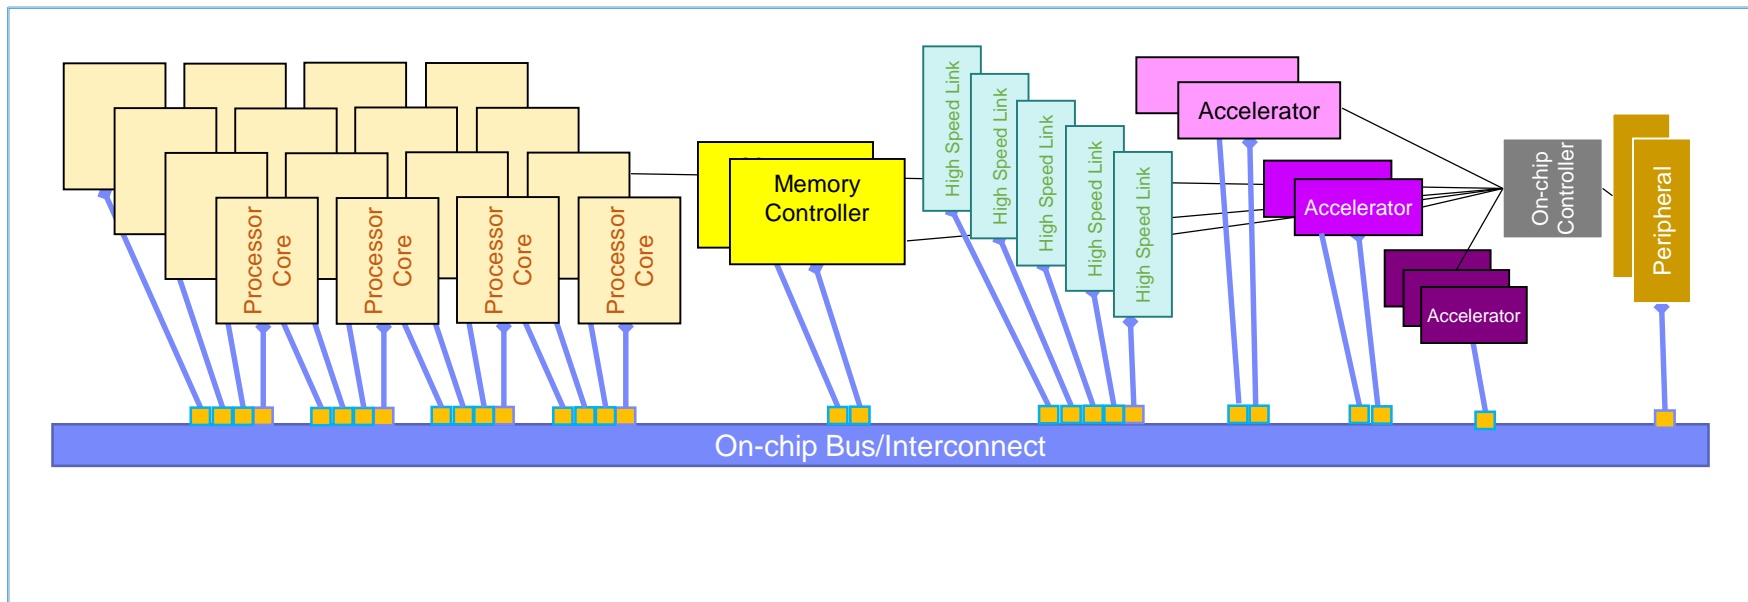 Processor
Core
Processor
Core
Processor
Core
Processor
Core
Memory
Controller
High Speed Link
High Speed Link
High Speed Link
High Speed Link
High Speed Link
Accelerator
Accelerator
Accelerator
On-chip
Controller
Peripheral
On-chip Bus/Interconnect